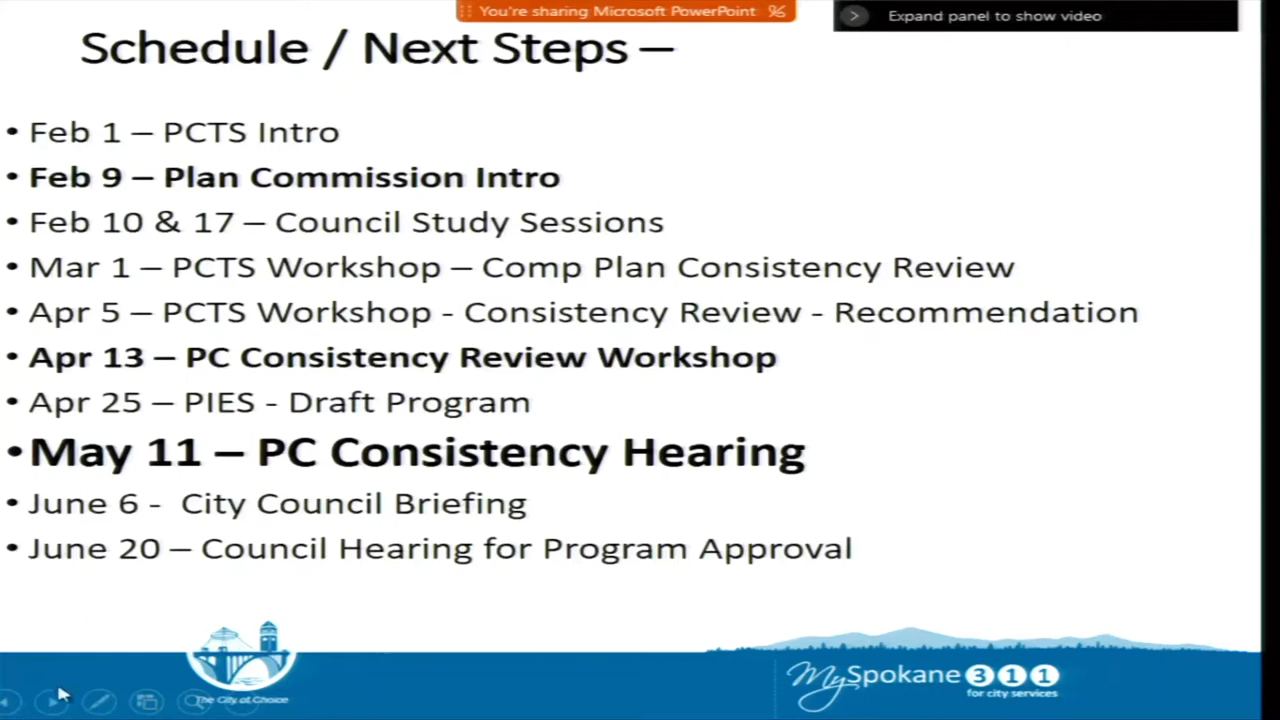 You're sharing Microsoft PowerPoint
Expand panel to show video
Schedule / Next Steps –
• Feb 1 – PCTS Intro
• Feb 9 – Plan Commission Intro
• Feb 10 & 17 – Council Study Sessions
• Mar 1 – PCTS Workshop – Comp Plan Consistency Review
• Apr 5 – PCTS Workshop - Consistency Review - Recommendation
• Apr 13 – PC Consistency Review Workshop
• Apr 25 – PIES - Draft Program
• May 11 – PC Consistency Hearing
• June 6 - City Council Briefing
• June 20 – Council Hearing for Program Approval
The City of Choice
My Spokane 311
for city services